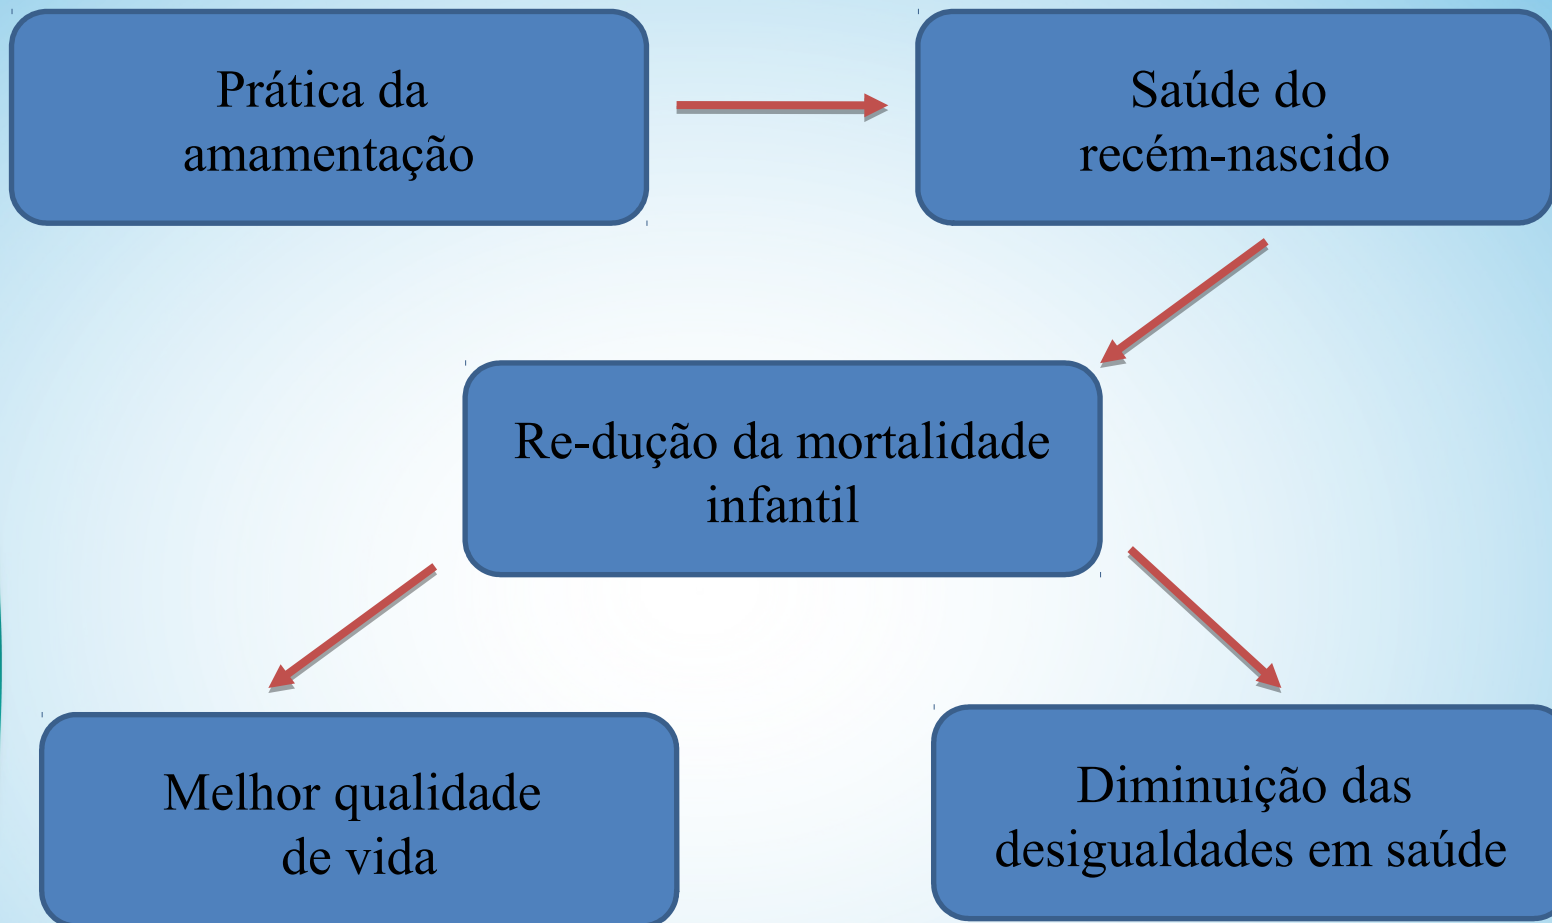 Prática da
amamentação
Saúde do
recém-nascido
Re-dução da mortalidade
infantil
Melhor qualidade
de vida
Diminuição das
desigualdades em saúde